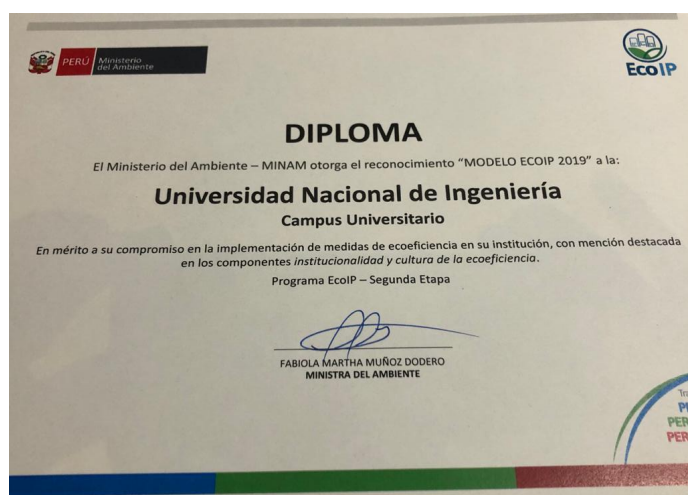 PERÚ
Ministerio
del Ambiente
EcoIP
DIPLOMA
El Ministerio del Ambiente – MINAM otorga el reconocimiento “MODELO ECOIP 2019” a la:
Universidad Nacional de Ingeniería
Campus Universitario
En mérito a su compromiso en la implementación de medidas de ecoeficiencia en su institución, con mención destacada
en los componentes institucionalidad y cultura de la ecoeficiencia.
Programa EcoIP – Segunda Etapa
FABIOLA MARTHA MUÑOZ DODERO
MINISTRA DEL AMBIENTE